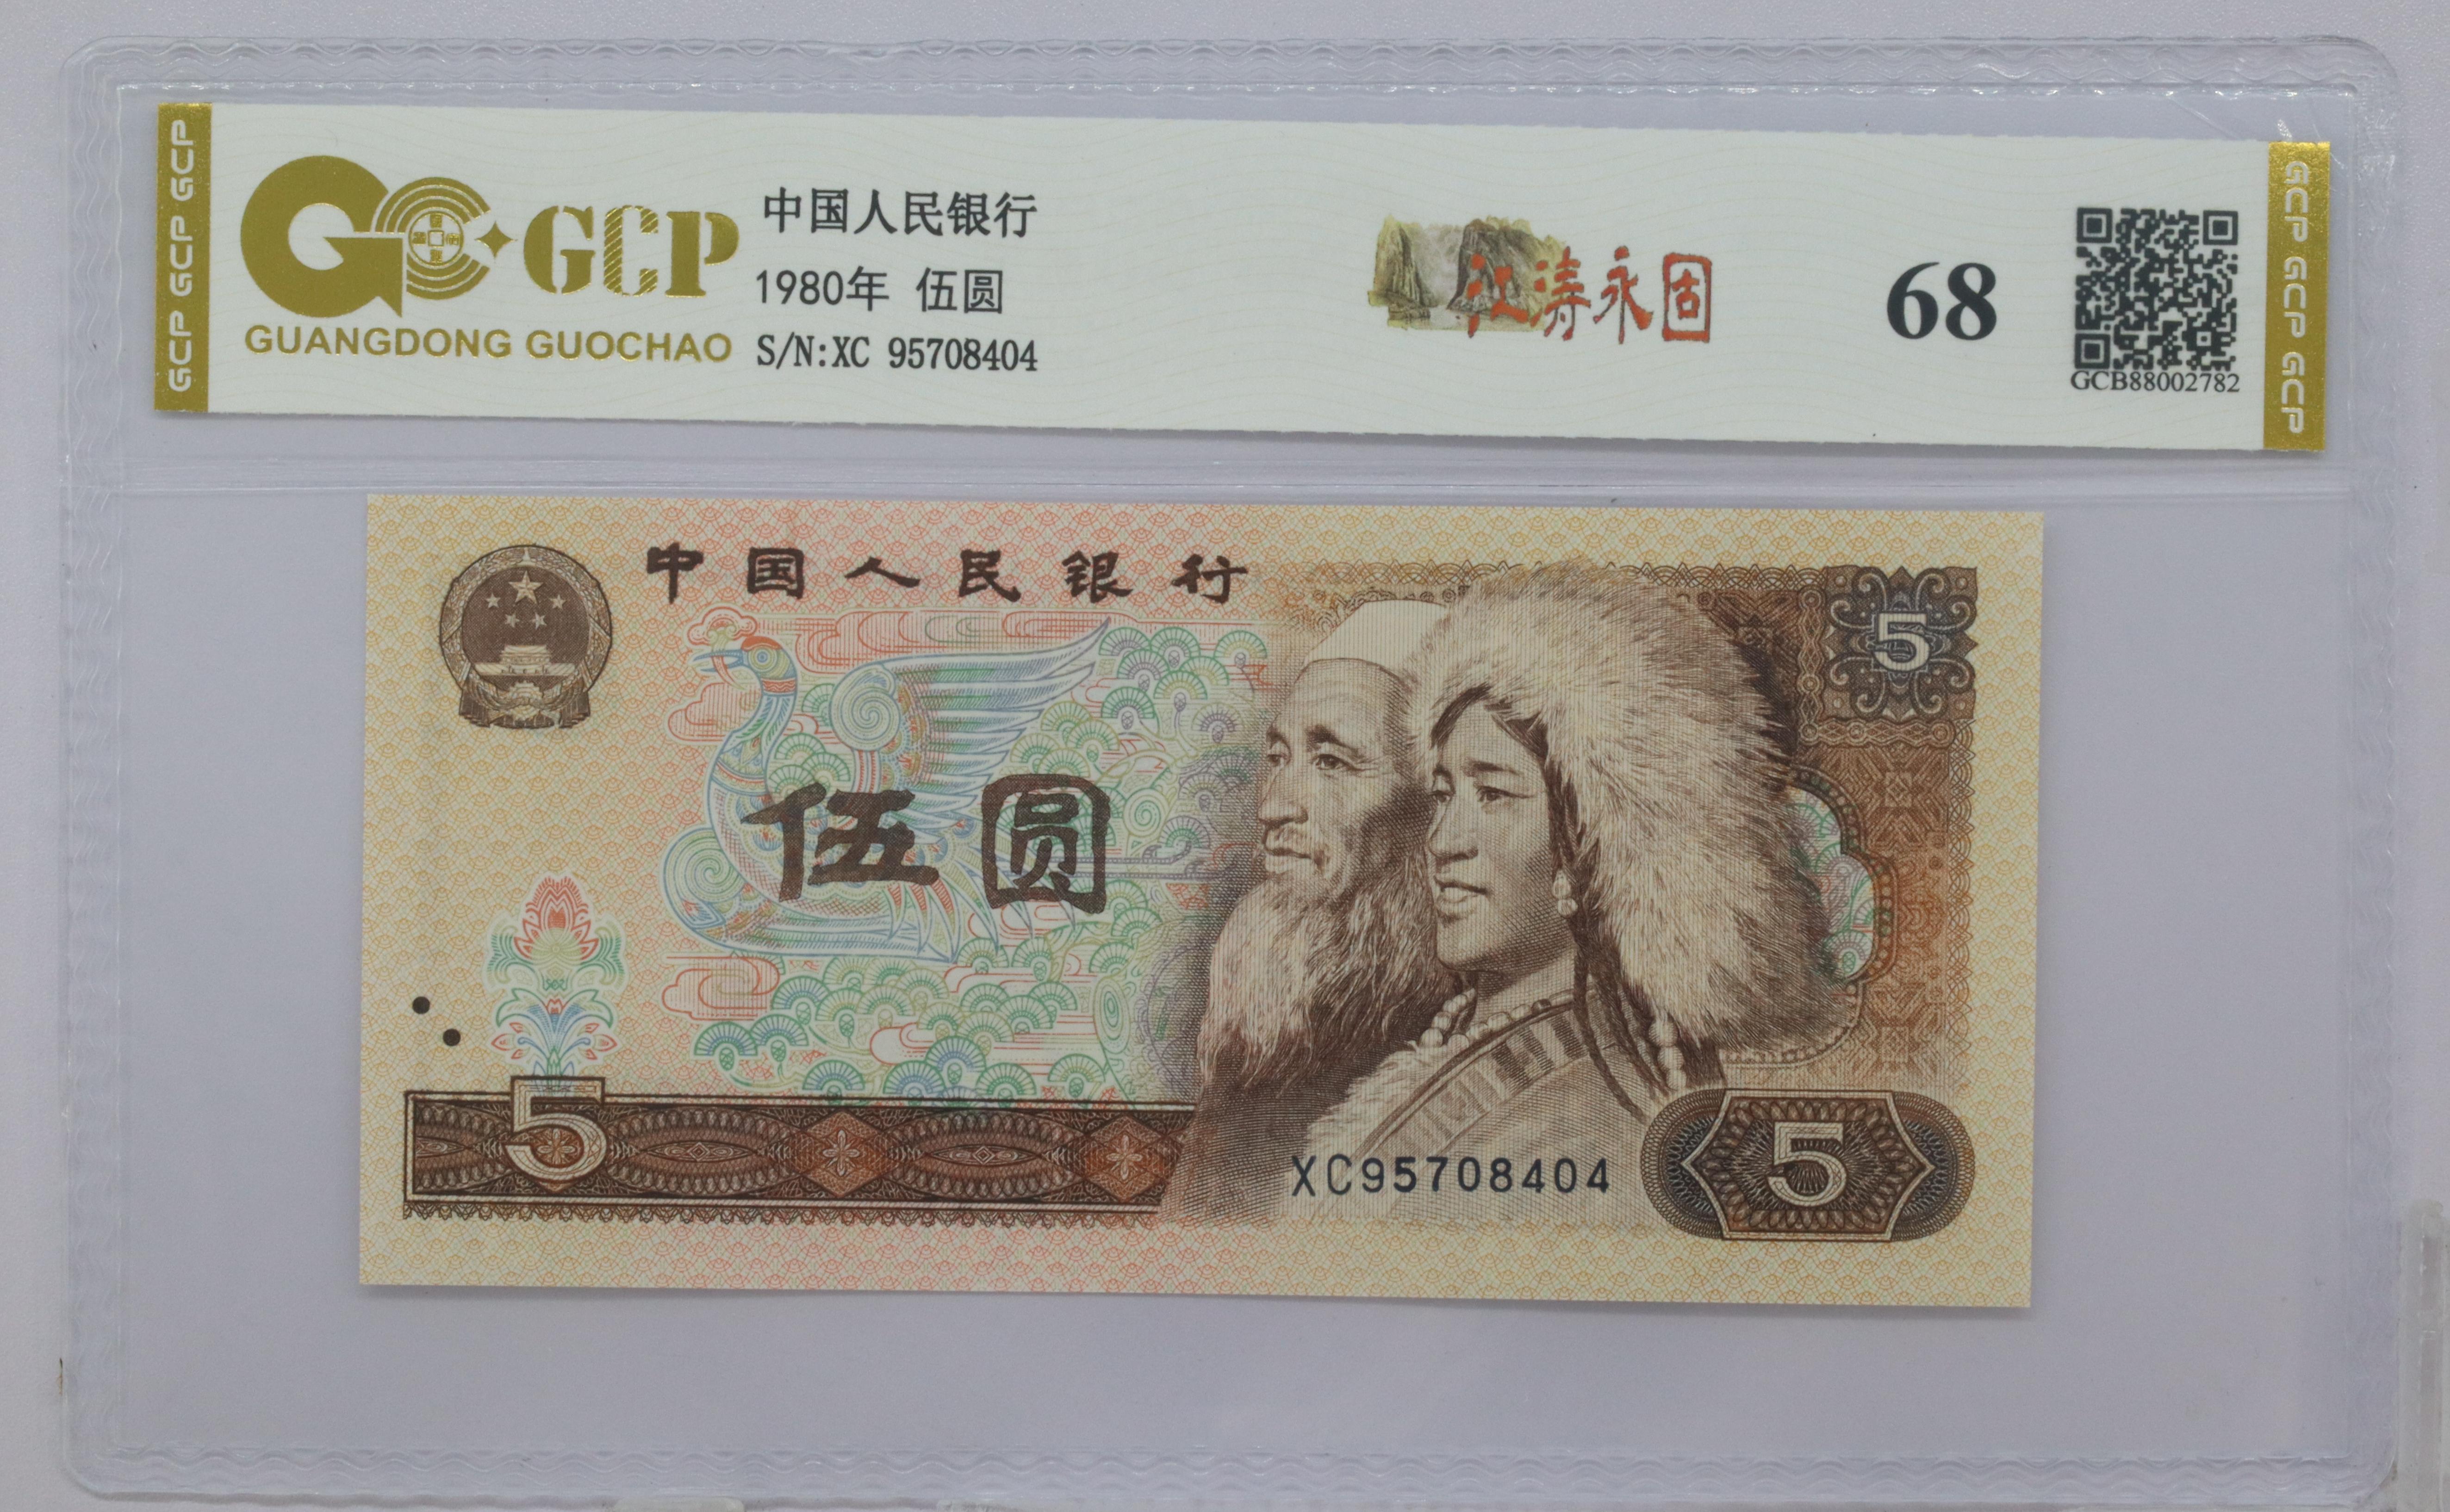 GCP GCP GCP
GCP
GUANGDONG GUOCHAO
中国人民银行
1980年 伍圆
S/N:XC 95708404
江涛永固
68
GCB88002782
GCP GCP GCP
中国人民银行
5
伍圆
5
XC95708404
5